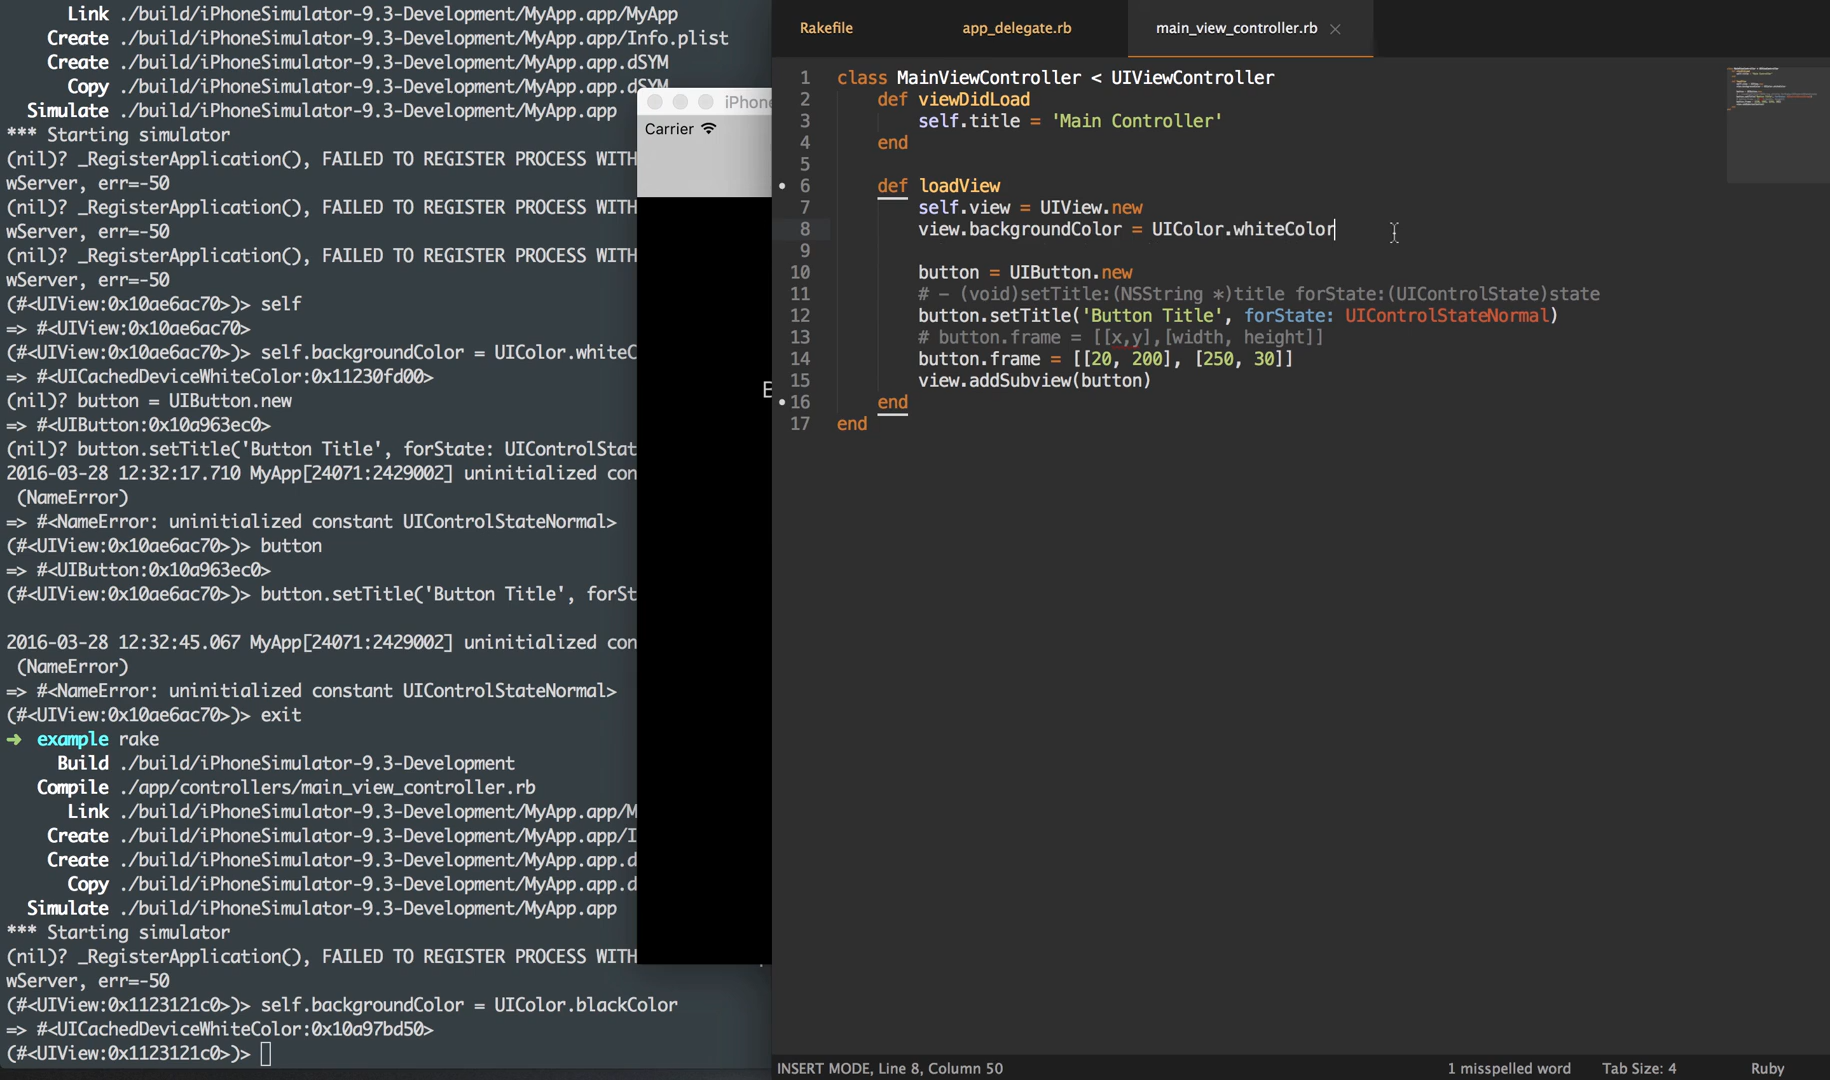 Link ./build/iPhoneSimulator-9.3-Development/MyApp.app/MyApp
Create ./build/iPhoneSimulator-9.3-Development/MyApp.app/Info.plist
Create ./build/iPhoneSimulator-9.3-Development/MyApp.app.dSYM
Copy ./build/iPhoneSimulator-9.3-Development/MyApp.app.dSYM
Simulate ./build/iPhoneSimulator-9.3-Development/MyApp.app
*** Starting simulator
(nil)? _RegisterApplication(), FAILED TO REGISTER PROCESS WITH
wServer, err=-50
(nil)? _RegisterApplication(), FAILED TO REGISTER PROCESS WITH
wServer, err=-50
(nil)? _RegisterApplication(), FAILED TO REGISTER PROCESS WITH
wServer, err=-50
(#<UIView:0x10ae6ac70>)> self
=> #<UIView:0x10ae6ac70>
(#<UIView:0x10ae6ac70>)> self.backgroundColor = UIColor.whiteC
=> #<UICachedDeviceWhiteColor:0x11230fd00>
(nil)? button = UIButton.new
=> #<UIButton:0x10a963ec0>
(nil)? button.setTitle('Button Title', forState: UIControlStat
2016-03-28 12:32:17.710 MyApp[24071:2429002] uninitialized con
(NameError)
=> #<NameError: uninitialized constant UIControlStateNormal>
(#<UIView:0x10ae6ac70>)> button
=> #<UIButton:0x10a963ec0>
(#<UIView:0x10ae6ac70>)> button.setTitle('Button Title', forSt
2016-03-28 12:32:45.067 MyApp[24071:2429002] uninitialized con
(NameError)
=> #<NameError: uninitialized constant UIControlStateNormal>
(#<UIView:0x10ae6ac70>)> exit
➜ example rake
Build ./build/iPhoneSimulator-9.3-Development
Compile ./app/controllers/main_view_controller.rb
Link ./build/iPhoneSimulator-9.3-Development/MyApp.app/M
Create ./build/iPhoneSimulator-9.3-Development/MyApp.app/I
Create ./build/iPhoneSimulator-9.3-Development/MyApp.app.d
Copy ./build/iPhoneSimulator-9.3-Development/MyApp.app.d
Simulate ./build/iPhoneSimulator-9.3-Development/MyApp.app
*** Starting simulator
(nil)? _RegisterApplication(), FAILED TO REGISTER PROCESS WITH
wServer, err=-50
(#<UIView:0x1123121c0>)> self.backgroundColor = UIColor.blackColor
=> #<UICachedDeviceWhiteColor:0x10a97bd50>
(#<UIView:0x1123121c0>)>
iPhone
Carrier
Rakefile
app_delegate.rb
main_view_controller.rb ×
1 class MainViewController < UIViewController
2 def viewDidLoad
3 self.title = 'Main Controller'
4 end
5
6 def loadView
7 self.view = UIView.new
8 view.backgroundColor = UIColor.whiteColor
9
10 button = UIButton.new
11 # - (void)setTitle:(NSString *)title forState:(UIControlState)state
12 button.setTitle('Button Title', forState: UIControlStateNormal)
13 # button.frame = [[x,y],[width, height]]
14 button.frame = [[20, 200], [250, 30]]
15 view.addSubview(button)
16 end
17 end
INSERT MODE, Line 8, Column 50
1 misspelled word
Tab Size: 4
Ruby